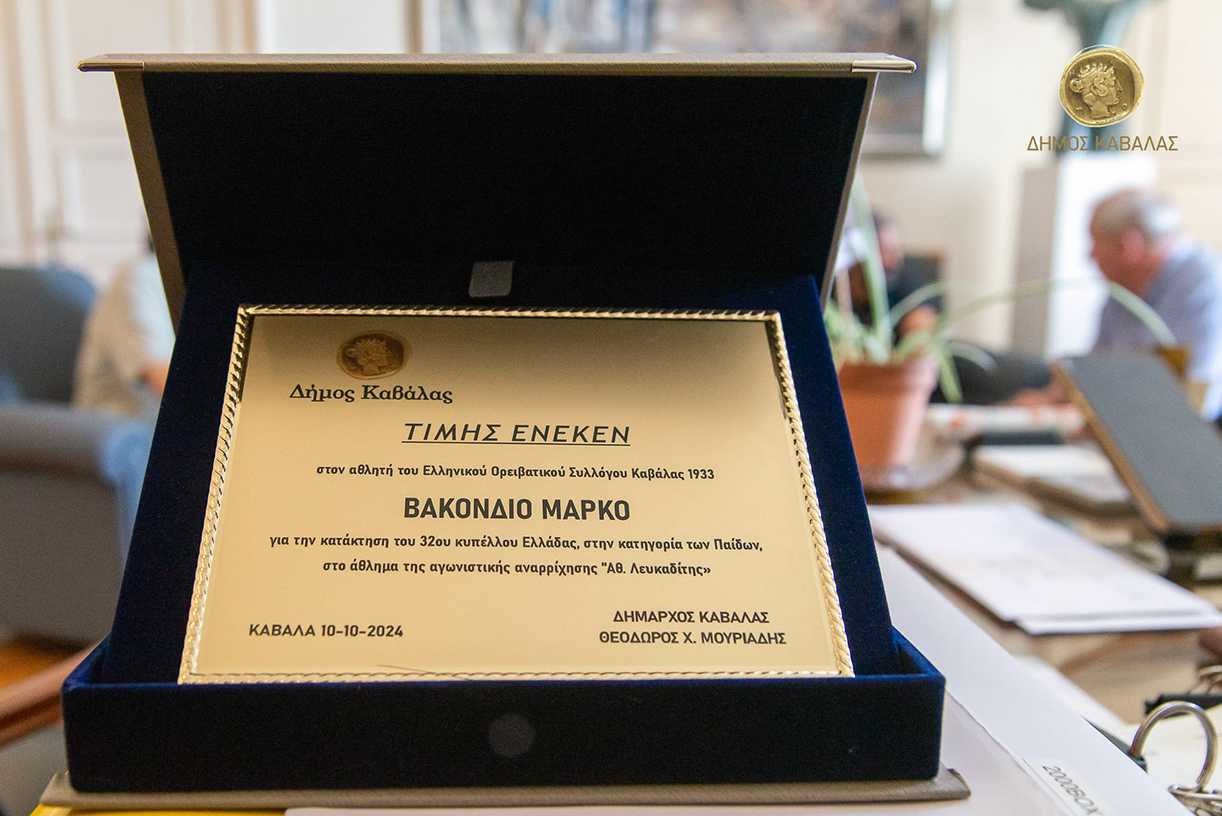 ΔΗΜΟΣ ΚΑΒΑΛΑΣ
Δήμος Καβάλας
ΤΙΜΗΣ ΕΝΕΚΕΝ
στον αθλητή του Ελληνικού Ορειβατικού Συλλόγου Καβάλας 1933
ΒΑΚΟΝΔΙΟ ΜΑΡΚΟ
για την κατάκτηση του 32ου κυπέλλου Ελλάδας, στην κατηγορία των Παίδων,
στο άθλημα της αγωνιστικής αναρρίχησης "Αθ. Λευκαδίτης»
ΚΑΒΑΛΑ 10-10-2024
ΔΗΜΑΡΧΟΣ ΚΑΒΑΛΑΣ
ΘΕΟΔΩΡΟΣ Χ. ΜΟΥΡΙΑΔΗΣ
2000BOX